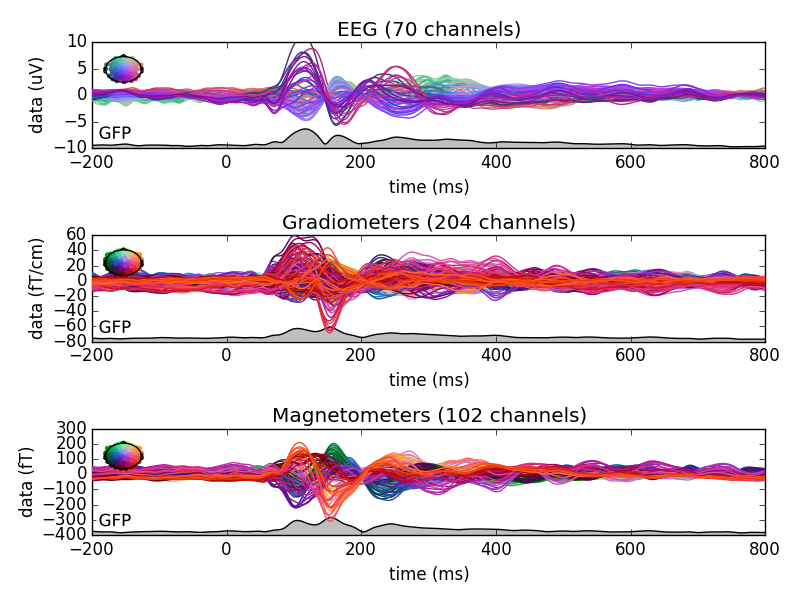 EEG (70 channels)
10
5
0
−5
−10
data (uV)
GFP
−200 0 200 400 600 800
time (ms)
Gradiometers (204 channels)
60
40
20
0
−20
−40
−60
−80
data (fT/cm)
GFP
−200 0 200 400 600 800
time (ms)
Magnetometers (102 channels)
300
200
100
0
−100
−200
−300
−400
data (fT)
GFP
−200 0 200 400 600 800
time (ms)